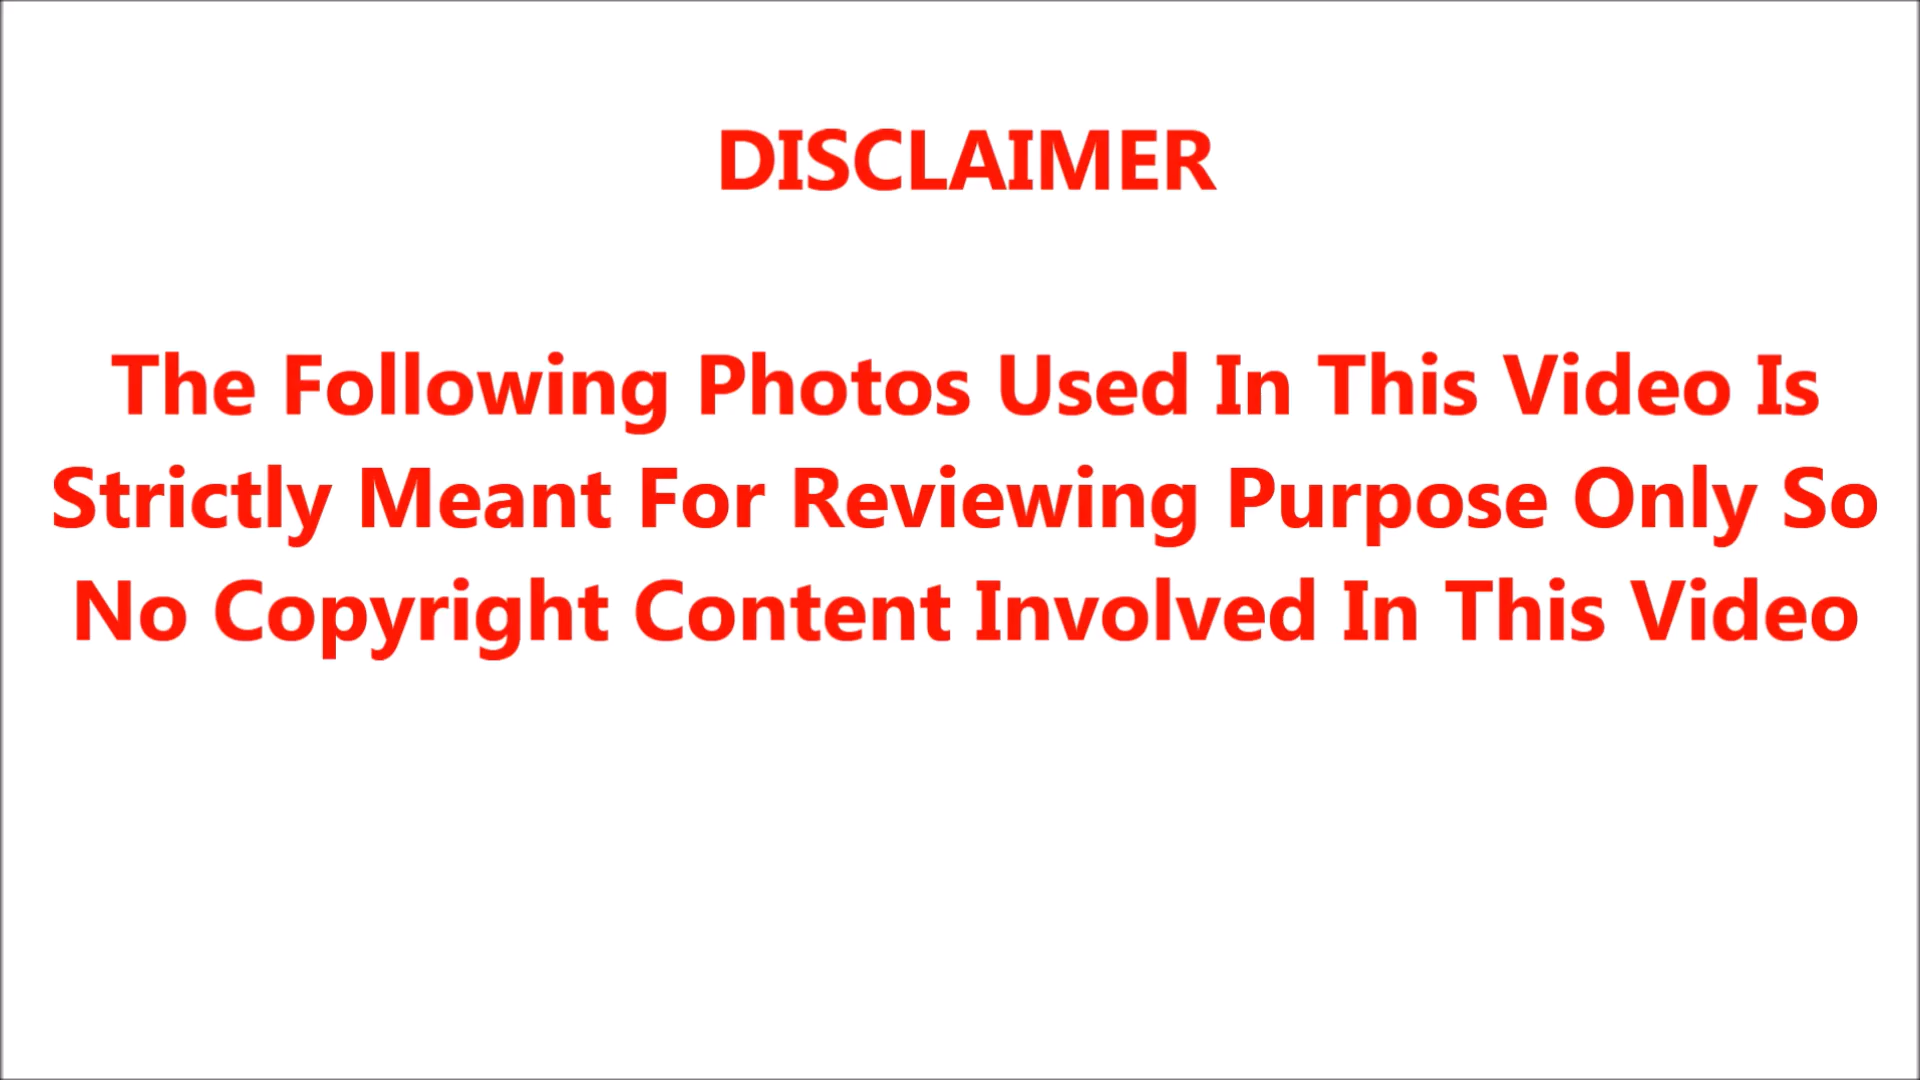 DISCLAIMER
The Following Photos Used In This Video Is
Strictly Meant For Reviewing Purpose Only So
No Copyright Content Involved In This Video